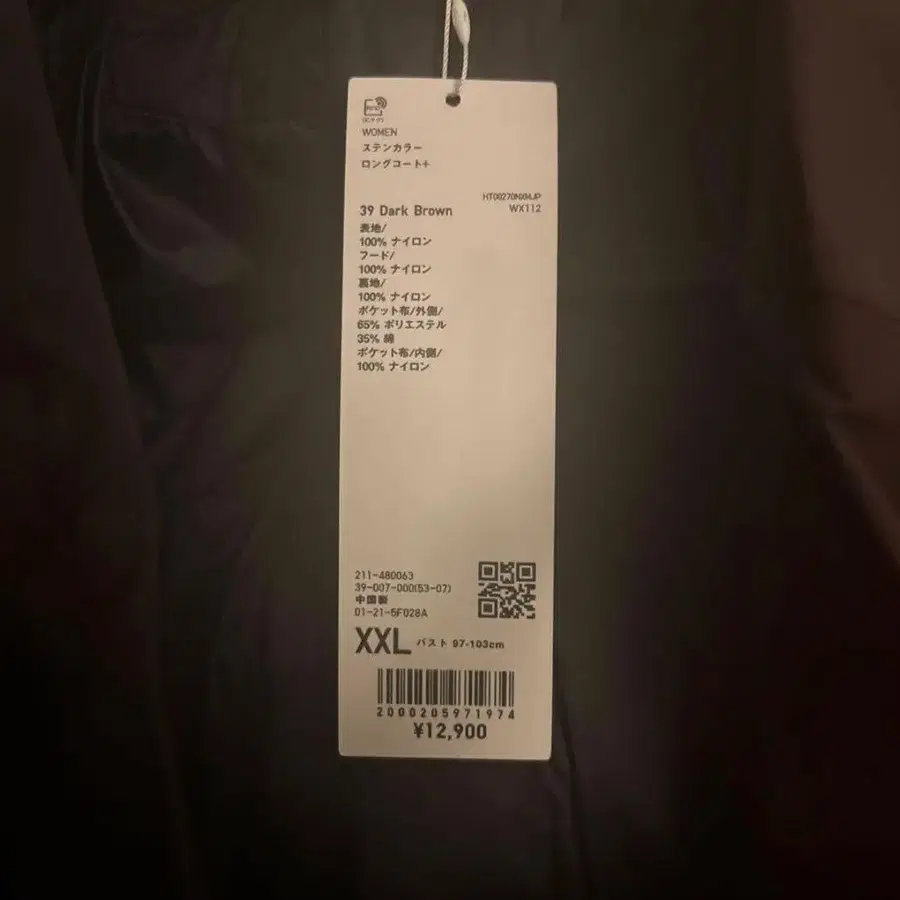 WOMEN
ステンカラー
ロングコート+
HT00270NXMJP
39 Dark Brown
WX112
表地/
100% ナイロン
フード/
100% ナイロン
裏地/
100% ナイロン
ポケット布/外側/
65% ポリエステル
35% 綿
ポケット布/内側/
100% ナイロン
211-480063
39-007-000(53-07)
中国製
01-21-5F028A
XXL バスト 97-103cm
2000205971974
¥12,900